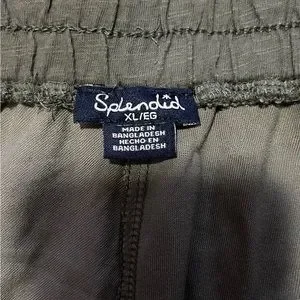 Splendid
XL/EG
MADE IN
BANGLADESH
HECHO EN
BANGLADESH